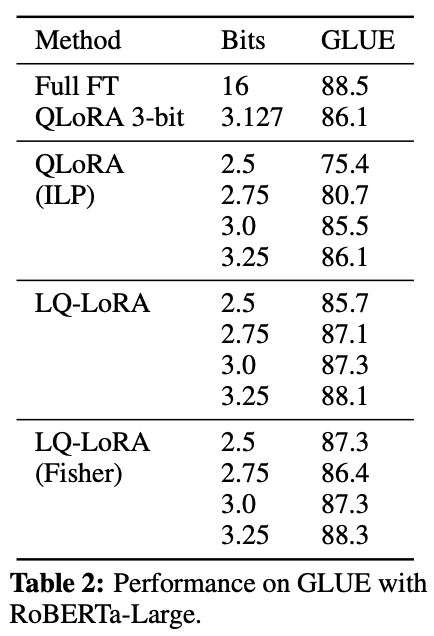 Method Bits GLUE
Full FT 16 88.5
QLoRA 3-bit 3.127 86.1
QLoRA 2.5 75.4
(ILP) 2.75 80.7
3.0 85.5
3.25 86.1
LQ-LoRA 2.5 85.7
2.75 87.1
3.0 87.3
3.25 88.1
LQ-LoRA 2.5 87.3
(Fisher) 2.75 86.4
3.0 87.3
3.25 88.3
Table 2: Performance on GLUE with
RoBERTa-Large.